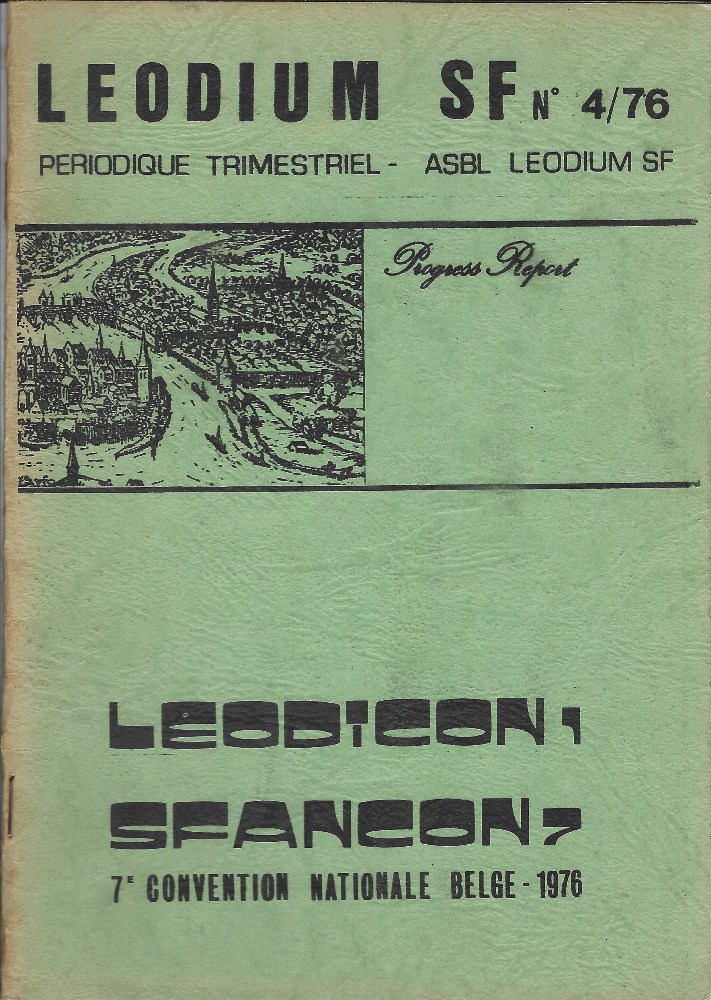 LEODIUM SF N° 4/76
PERIODIQUE TRIMESTRIEL - ASBL LEODIUM SF
Progress Report
LEODICON 1
SFANCON 7
7E CONVENTION NATIONALE BELGE - 1976